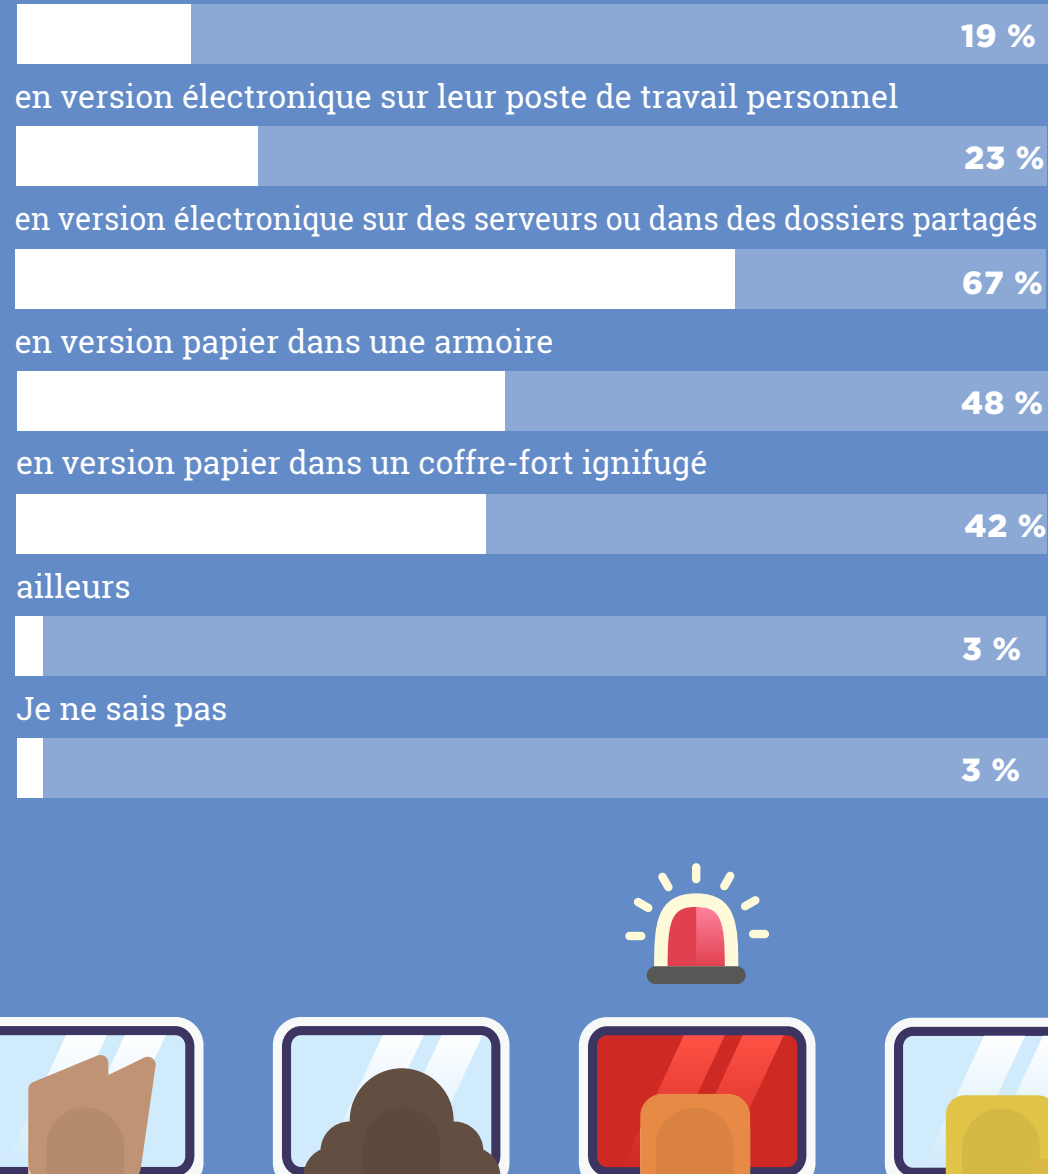 19 %
en version électronique sur leur poste de travail personnel
23 %
en version électronique sur des serveurs ou dans des dossiers partagés
67 %
en version papier dans une armoire
48 %
en version papier dans un coffre-fort ignifugé
42 %
ailleurs
3 %
Je ne sais pas
3 %